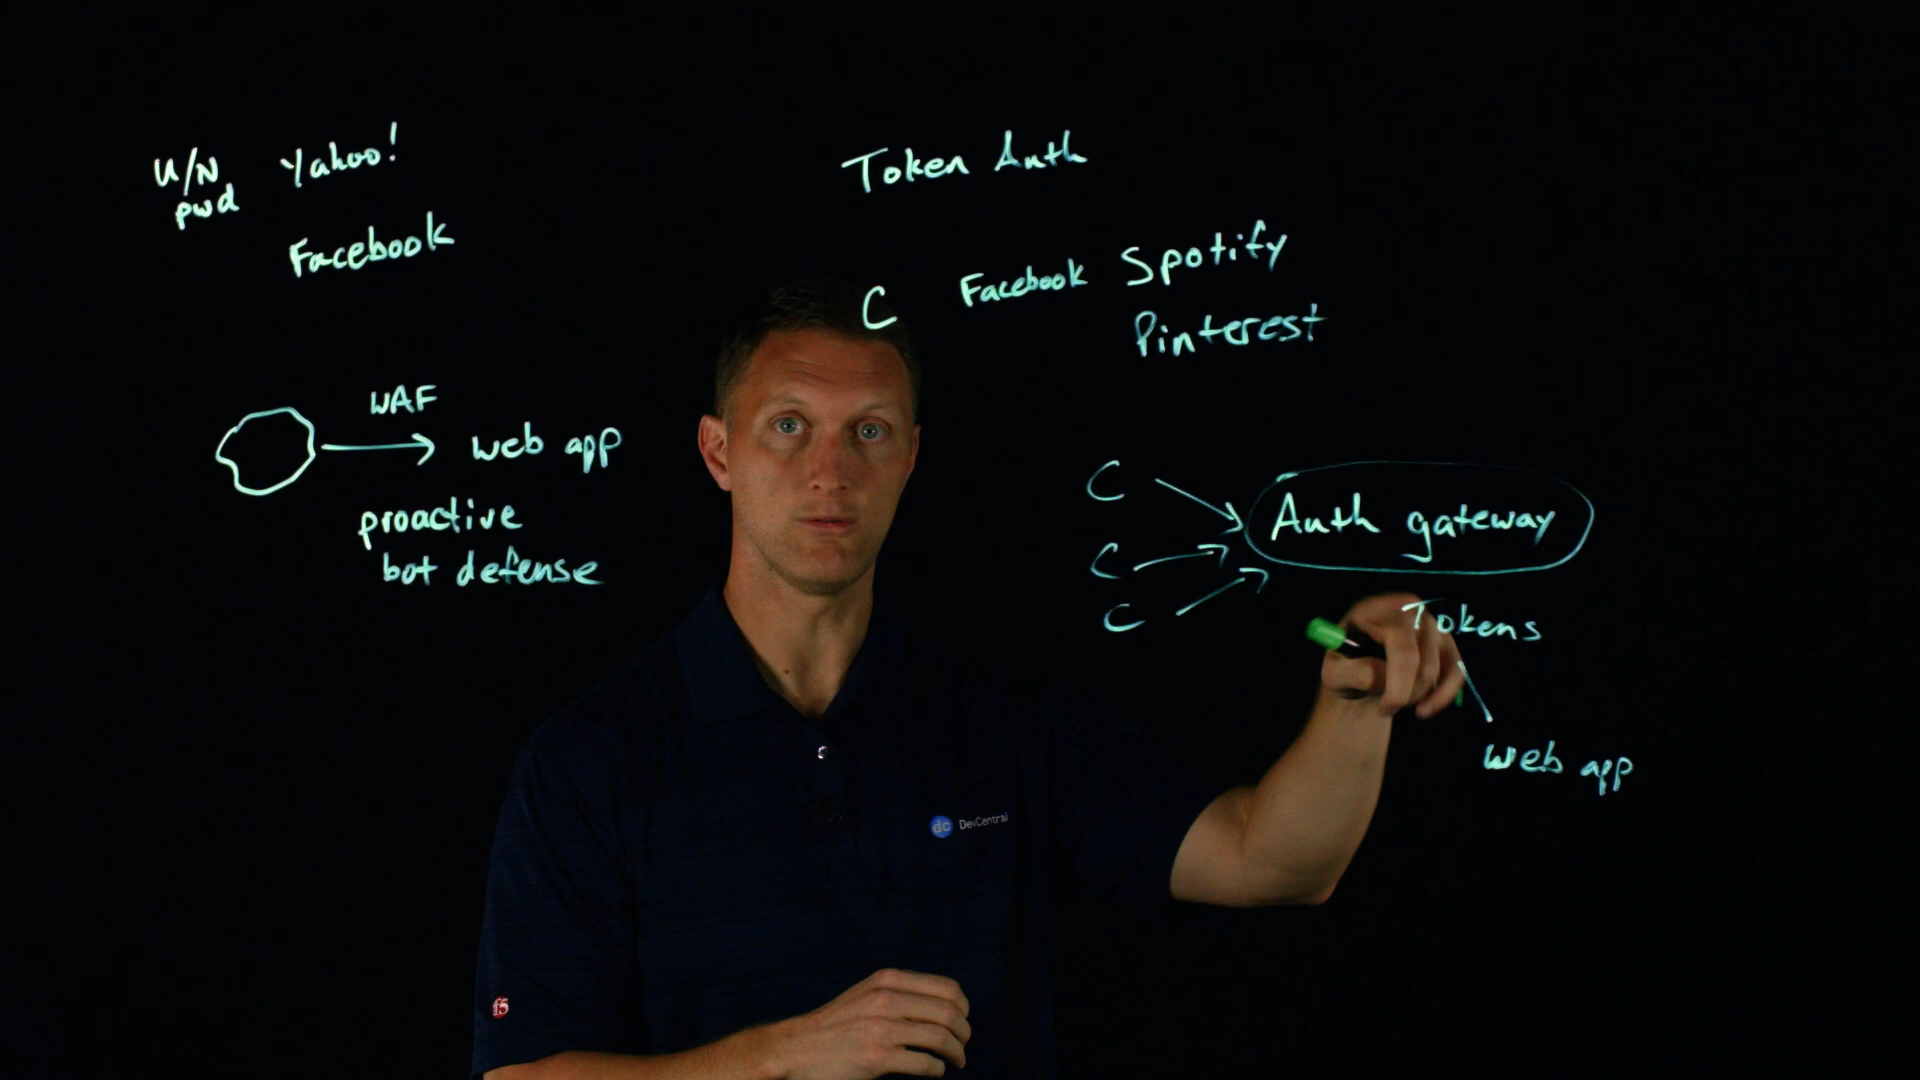 U/N Yahoo!
pwd
Facebook
WAF
web app
proactive
bot defense
Token Auth
C Facebook Spotify
Pinterest
C
C
C
Auth gateway
Tokens
web app
dc DevCentral
f5